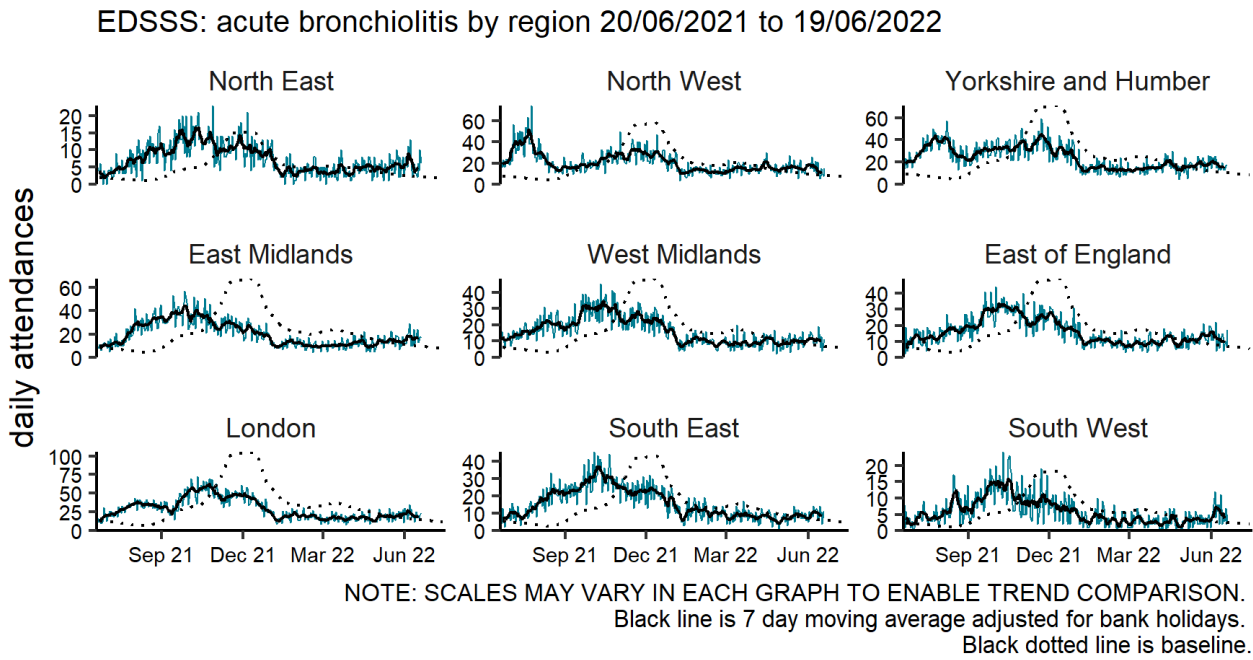 EDSSS: acute bronchiolitis by region 20/06/2021 to 19/06/2022
North East
North West
Yorkshire and Humber
20
15
10
5
0
60
40
20
0
60
40
20
0
daily attendances
East Midlands
West Midlands
East of England
60
40
20
0
40
30
20
10
0
40
30
20
10
0
London
South East
South West
100
75
50
25
0
40
30
20
10
0
20
15
10
5
0
Sep 21 Dec 21 Mar 22 Jun 22
Sep 21 Dec 21 Mar 22 Jun 22
Sep 21 Dec 21 Mar 22 Jun 22
NOTE: SCALES MAY VARY IN EACH GRAPH TO ENABLE TREND COMPARISON.
Black line is 7 day moving average adjusted for bank holidays.
Black dotted line is baseline.